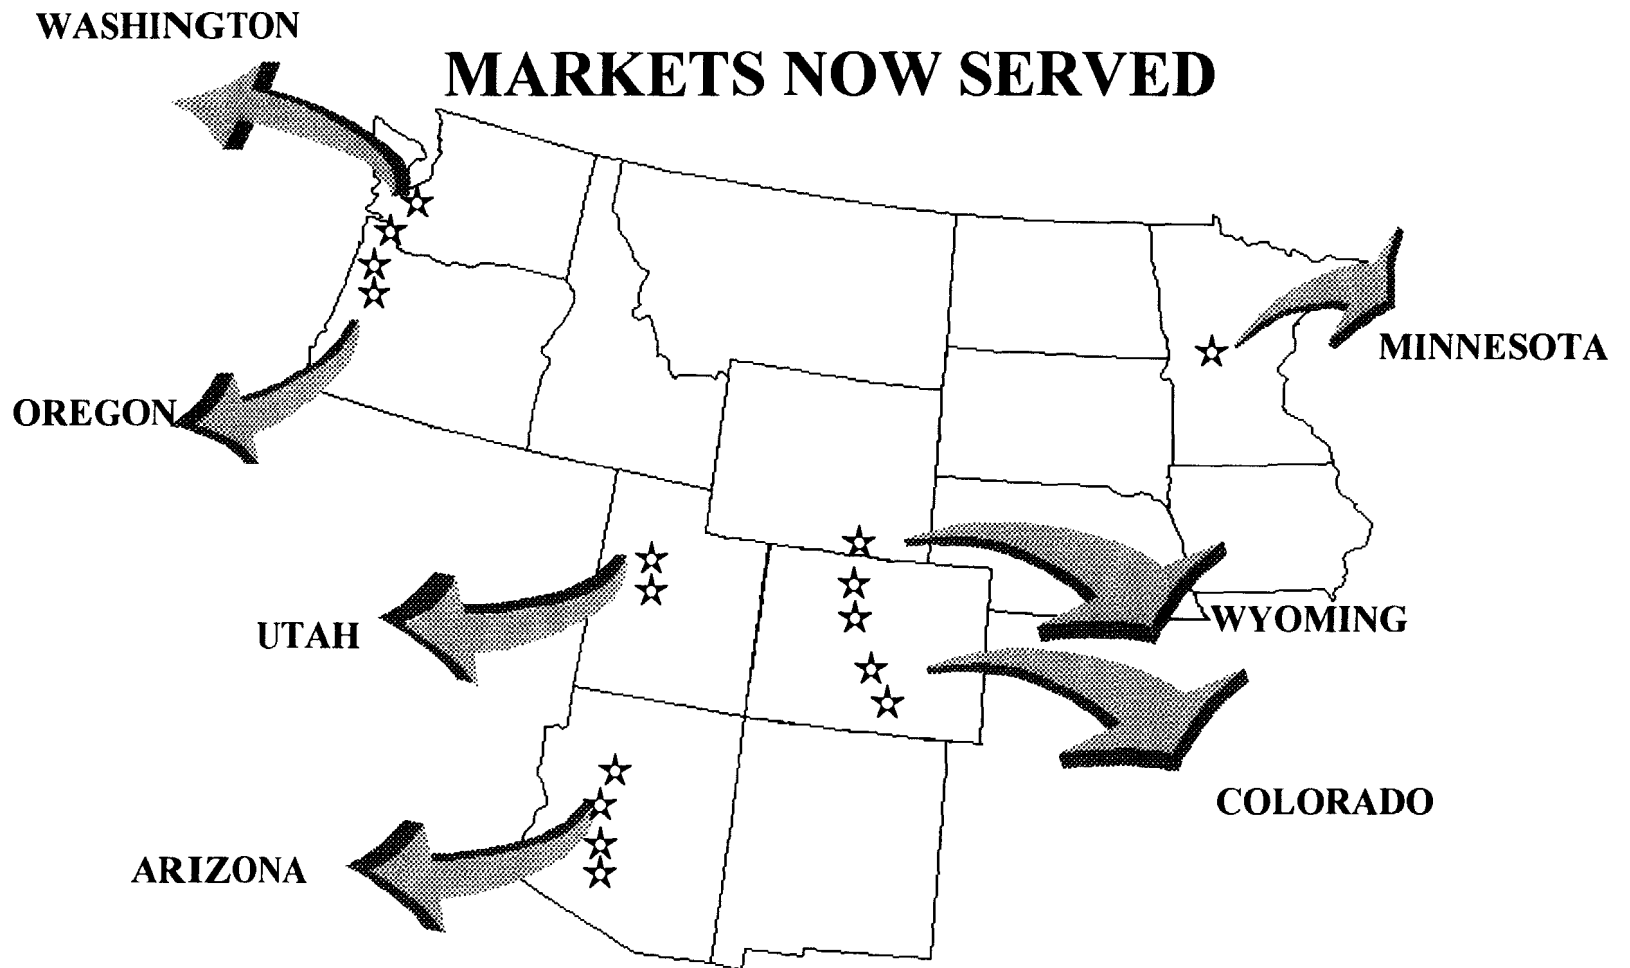 WASHINGTON
MARKETS NOW SERVED
MINNESOTA
OREGON
WYOMING
UTAH
COLORADO
ARIZONA